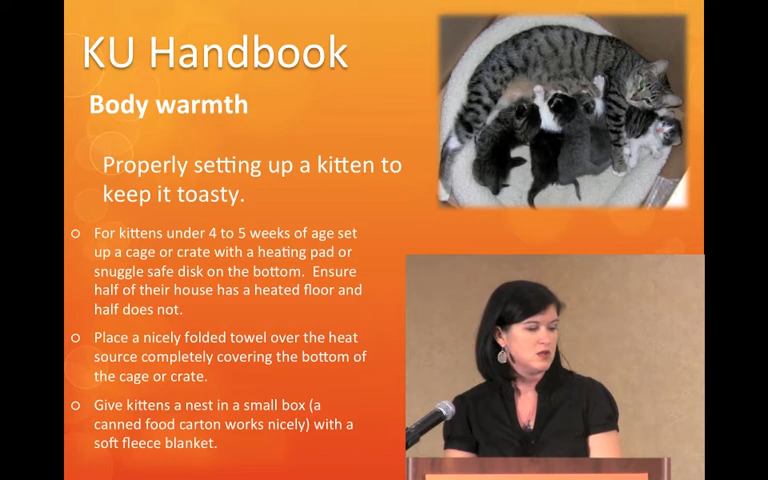 KU Handbook
Body warmth
Properly setting up a kitten to
keep it toasty.
For kittens under 4 to 5 weeks of age set
up a cage or crate with a heating pad or
snuggle safe disk on the bottom.  Ensure
half of their house has a heated floor and
half does not.
Place a nicely folded towel over the heat
source completely covering the bottom of
the cage or crate.
Give kittens a nest in a small box (a
canned food carton works nicely) with a
soft fleece blanket.